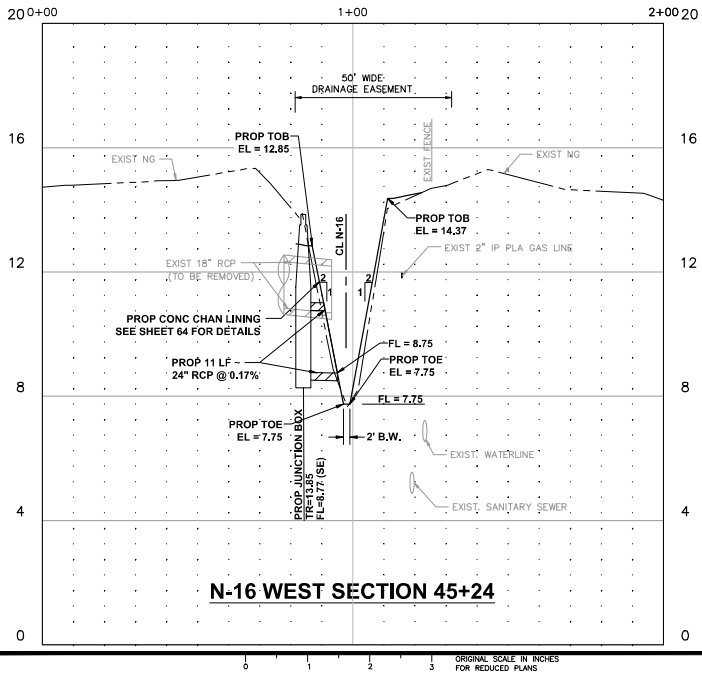 0+00
1+00
2+00
20
20
50' WIDE
DRAINAGE EASEMENT
16
16
PROP TOB
EL = 12.85
EXIST FENCE
EXIST NG
EXIST NG
CL N-16
PROP TOB
EL = 14.37
EXIST 18" RCP
(TO BE REMOVED)
EXIST 2" IP PLA GAS LINE
12
12
2
1
2
1
PROP CONC CHAN LINING
SEE SHEET 64 FOR DETAILS
FL = 8.75
PROP 11 LF
24" RCP @ 0.17%
PROP TOE
EL = 7.75
8
8
FL = 7.75
PROP TOE
EL = 7.75
2' B.W.
PROP JUNCTION BOX
TR=13.85
FL=8.77 (SE)
EXIST. WATERLINE
EXIST. SANITARY SEWER
4
4
N-16 WEST SECTION 45+24
0
0
0
1
2
3
ORIGINAL SCALE IN INCHES
FOR REDUCED PLANS